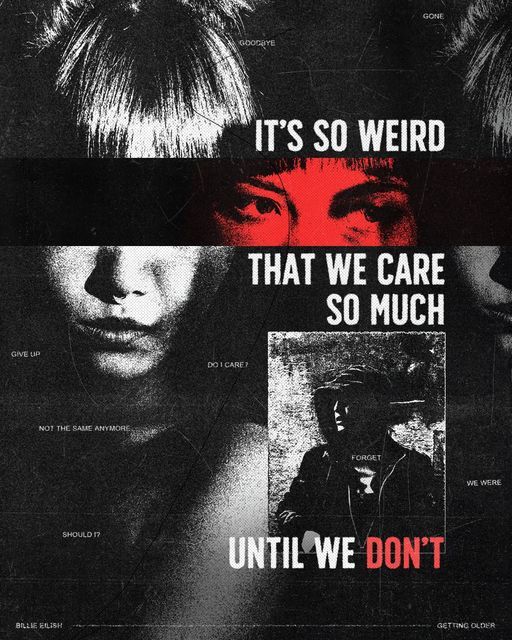 GONE
GOODBYE
IT'S SO WEIRD
THAT WE CARE
SO MUCH
GIVE UP
DO I CARE?
NOT THE SAME ANYMORE
FORGET
WE WERE
SHOULD I?
UNTIL WE DON'T
BILLIE EILISH
GETTING OLDER